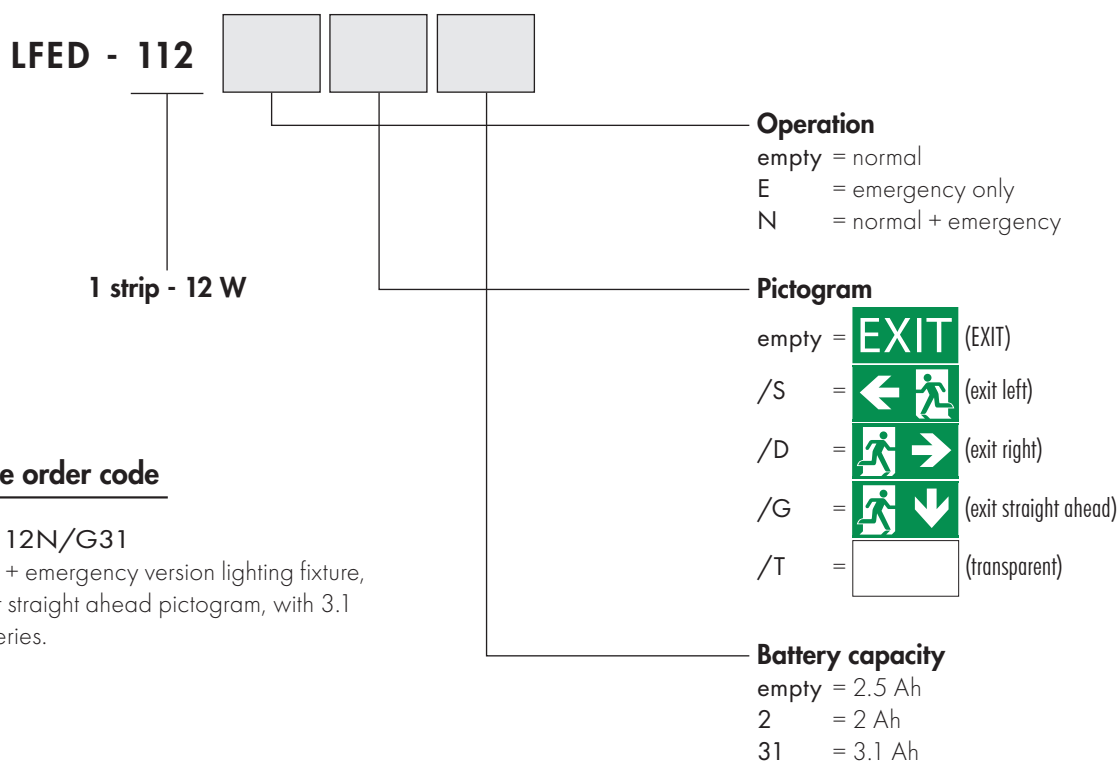 LFED - 112
Operation
empty = normal
E = emergency only
N = normal + emergency
1 strip - 12 W
Pictogram
empty = EXIT (EXIT)
/S = (exit left)
/D = (exit right)
/G = (exit straight ahead)
/T = (transparent)
e order code
12N/G31
+ emergency version lighting fixture,
straight ahead pictogram, with 3.1
eries.
Battery capacity
empty = 2.5 Ah
2 = 2 Ah
31 = 3.1 Ah